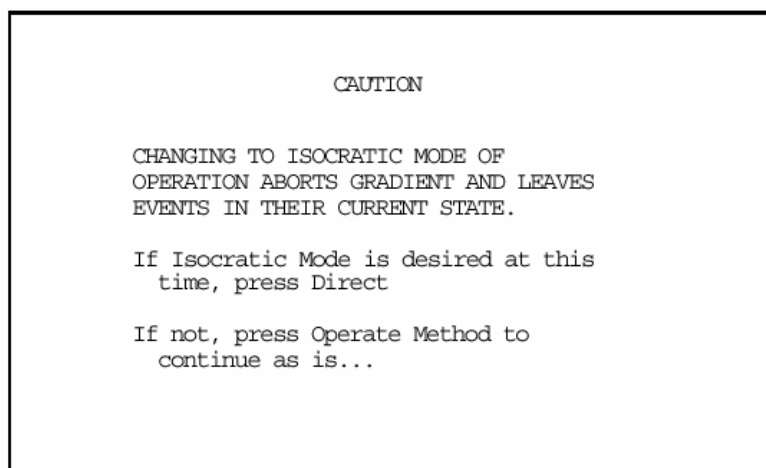 CAUTION
CHANGING TO ISOCRATIC MODE OF
OPERATION ABORTS GRADIENT AND LEAVES
EVENTS IN THEIR CURRENT STATE.
If Isocratic Mode is desired at this
time, press Direct
If not, press Operate Method to
continue as is...